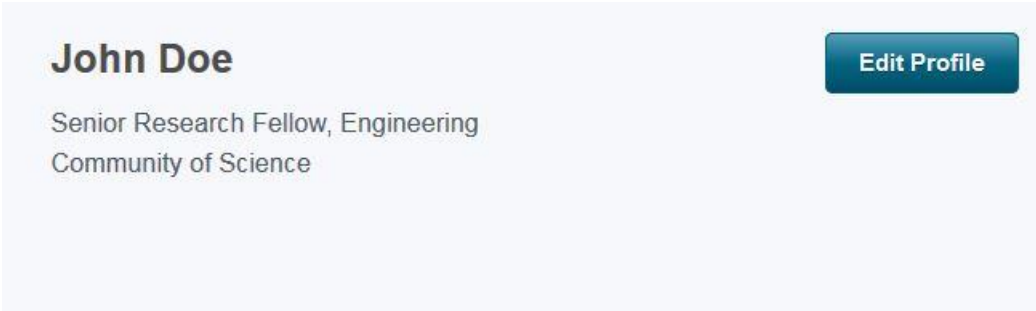 John Doe
Edit Profile
Senior Research Fellow, Engineering
Community of Science